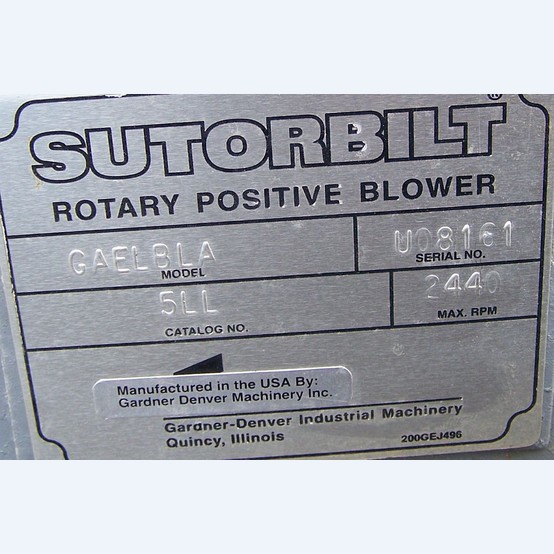 SUTORBILT®
ROTARY POSITIVE BLOWER
GAELBLA
MODEL
U08161
SERIAL NO.
5LL
CATALOG NO.
2440
MAX. RPM
Manufactured in the USA By:
Gardner Denver Machinery Inc.
Gardner-Denver Industrial Machinery
Quincy, Illinois
200GEJ496